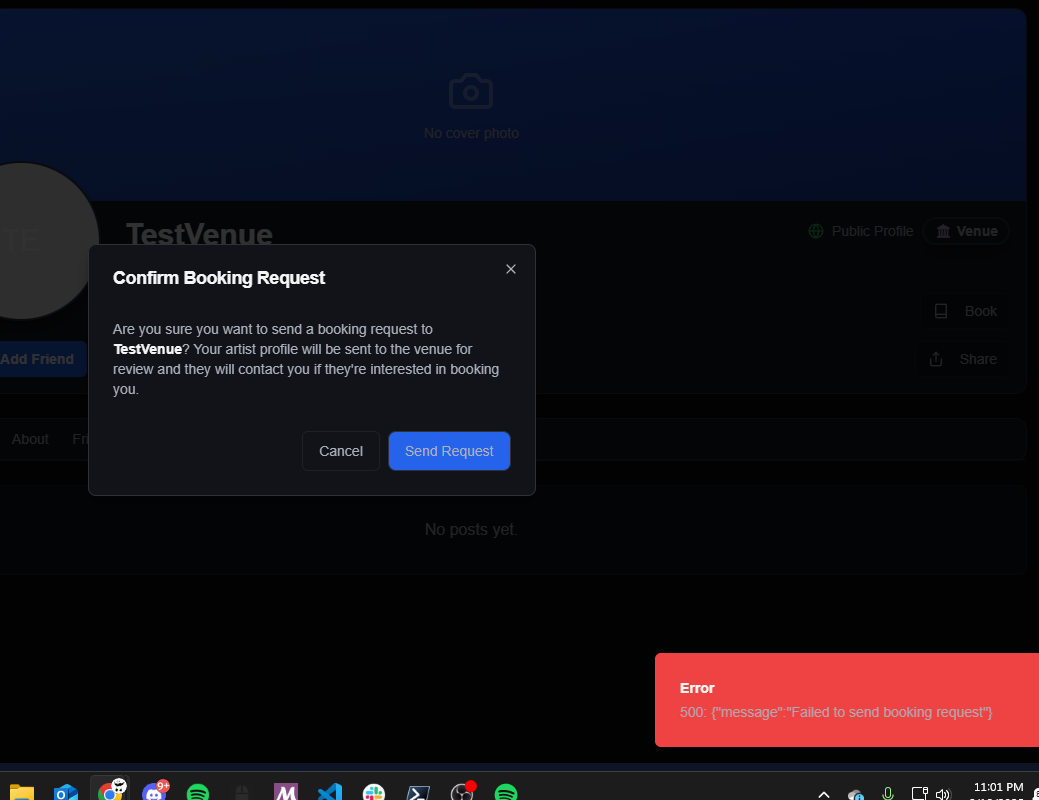 No cover photo
TE
TestVenue
Public Profile
Venue
Confirm Booking Request
Are you sure you want to send a booking request to
TestVenue? Your artist profile will be sent to the venue for
review and they will contact you if they're interested in booking
you.
Cancel
Send Request
Book
Add Friend
Share
About
Fri
No posts yet.
Error
500: {"message":"Failed to send booking request"}
9+
11:01 PM